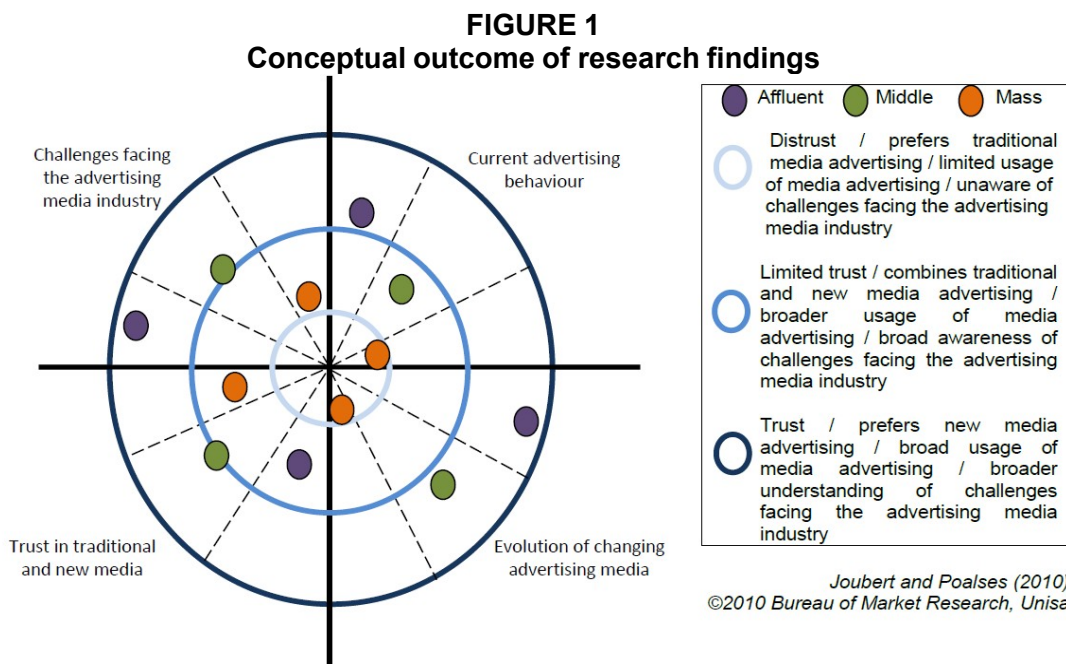 FIGURE 1
Conceptual outcome of research findings
Challenges facing
the advertising
media industry
Current advertising
behaviour
Trust in traditional
and new media
Evolution of changing
advertising media
Affluent Middle Mass
Distrust / prefers traditional
media advertising / limited usage
of media advertising / unaware of
challenges facing the advertising
media industry
Limited trust / combines traditional
and new media advertising /
broader usage of media
advertising / broad awareness of
challenges facing the advertising
media industry
Trust / prefers new media
advertising / broad usage of
media advertising / broader
understanding of challenges
facing the advertising media
industry
Joubert and Poalses (2010)
©2010 Bureau of Market Research, Unisa